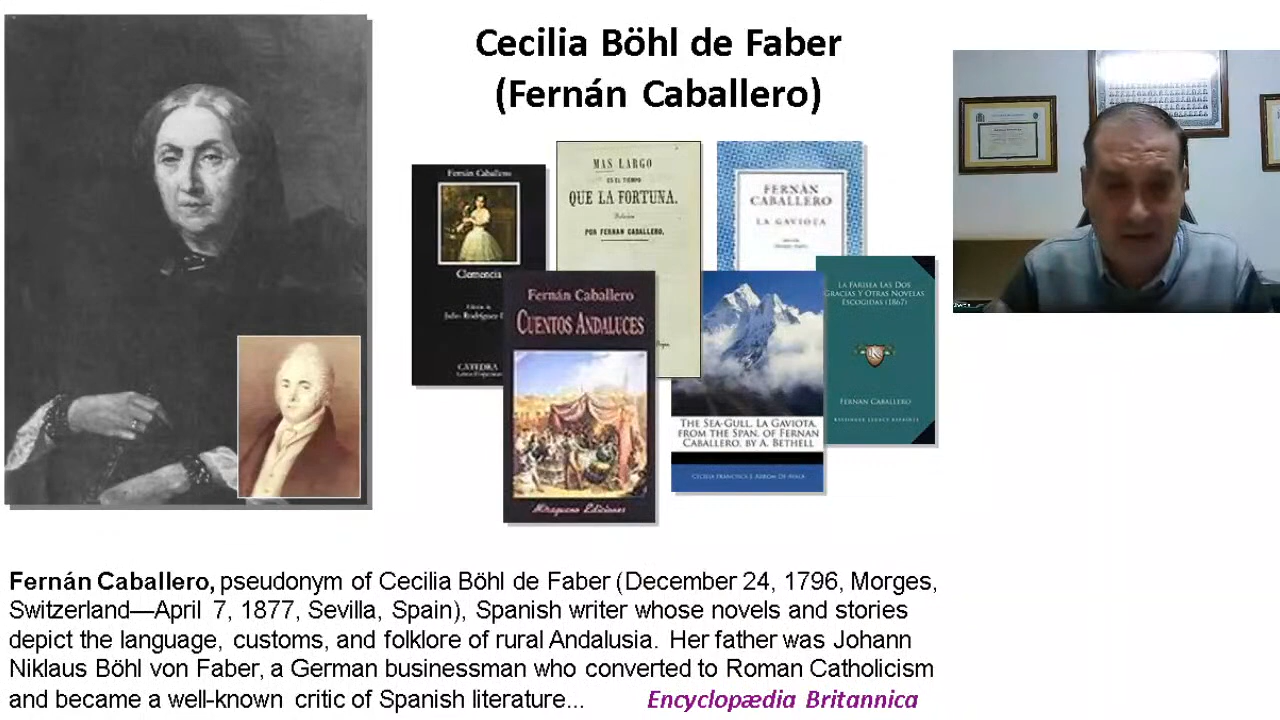 Cecilia Böhl de Faber
(Fernán Caballero)
Fernán Caballero
Clemencia
Edición de
CATEDRA
MAS LARGO
ES EL TIEMPO
QUE LA FORTUNA.
POR FERNAN CABALLERO.
FERNÁN
CABALLERO
LA GAVIOTA
Fernán Caballero
CUENTOS ANDALUCES
Miraguano Ediciones
THE SEA-GULL, LA GAVIOTA,
FROM THE SPAN. OF FERNAN
CABALLERO, BY A. BETHELL
LA FARISEA LAS DOS
GRACIAS Y OTRAS NOVELAS
ESCOGIDAS (1867)
FERNAN CABALLERO
Fernán Caballero, pseudonym of Cecilia Böhl de Faber (December 24, 1796, Morges,
Switzerland—April 7, 1877, Sevilla, Spain), Spanish writer whose novels and stories
depict the language, customs, and folklore of rural Andalusia. Her father was Johann
Niklaus Böhl von Faber, a German businessman who converted to Roman Catholicism
and became a well-known critic of Spanish literature... Encyclopædia Britannica